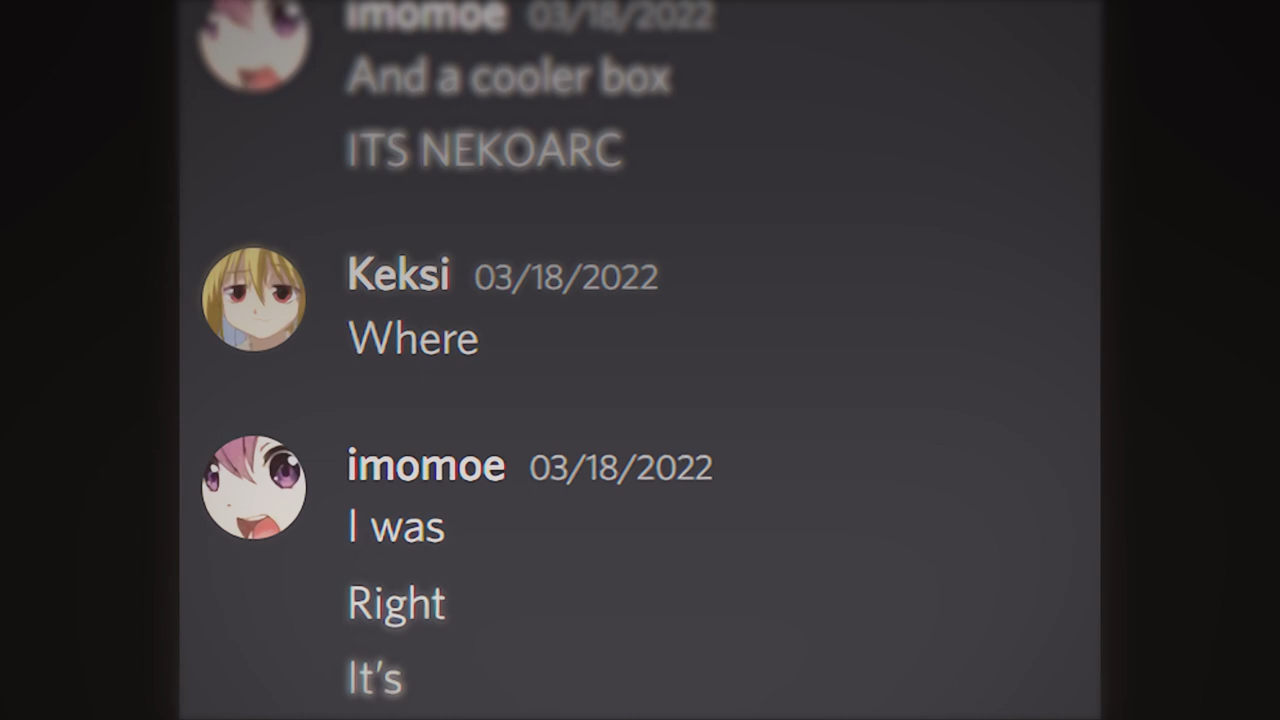 imomoe 03/18/2022
And a cooler box
ITS NEKOARC
Keksi 03/18/2022
Where
imomoe 03/18/2022
I was
Right
It's